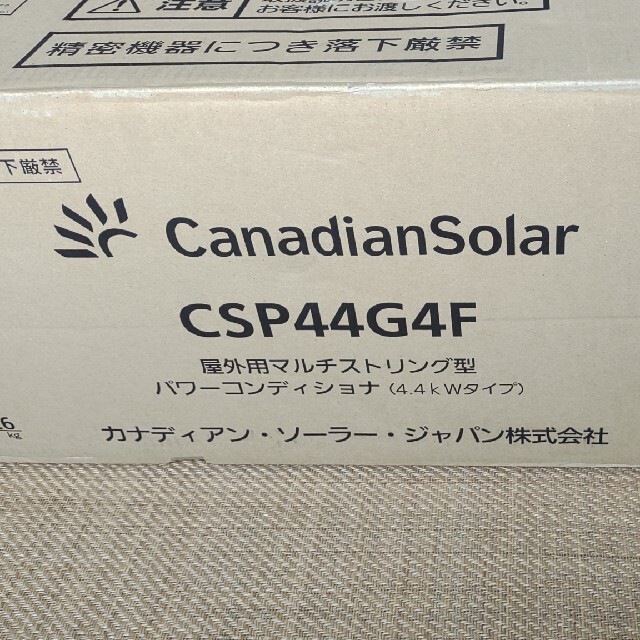 注意
お客様にお渡しください。
精密機器につき落下厳禁
下厳禁
CanadianSolar
CSP44G4F
屋外用マルチストリング型
パワーコンディショナ（4.4kWタイプ）
6
kg
カナディアン・ソーラー・ジャパン株式会社